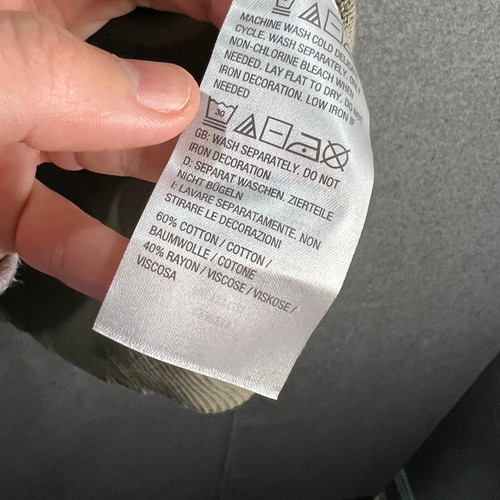 MACHINE WASH COLD DELICATE
CYCLE. WASH SEPARATELY. ONLY
NON-CHLORINE BLEACH WHEN
NEEDED. LAY FLAT TO DRY. DO NOT
IRON DECORATION. LOW IRON IF
NEEDED
30
GB: WASH SEPARATELY. DO NOT
IRON DECORATION
D: SEPARAT WASCHEN. ZIERTEILE
NICHT BÜGELN
I: LAVARE SEPARATAMENTE. NON
STIRARE LE DECORAZIONI
60% COTTON / COTTON /
BAUMWOLLE / COTONE
40% RAYON / VISCOSE / VISKOSE /
VISCOSA